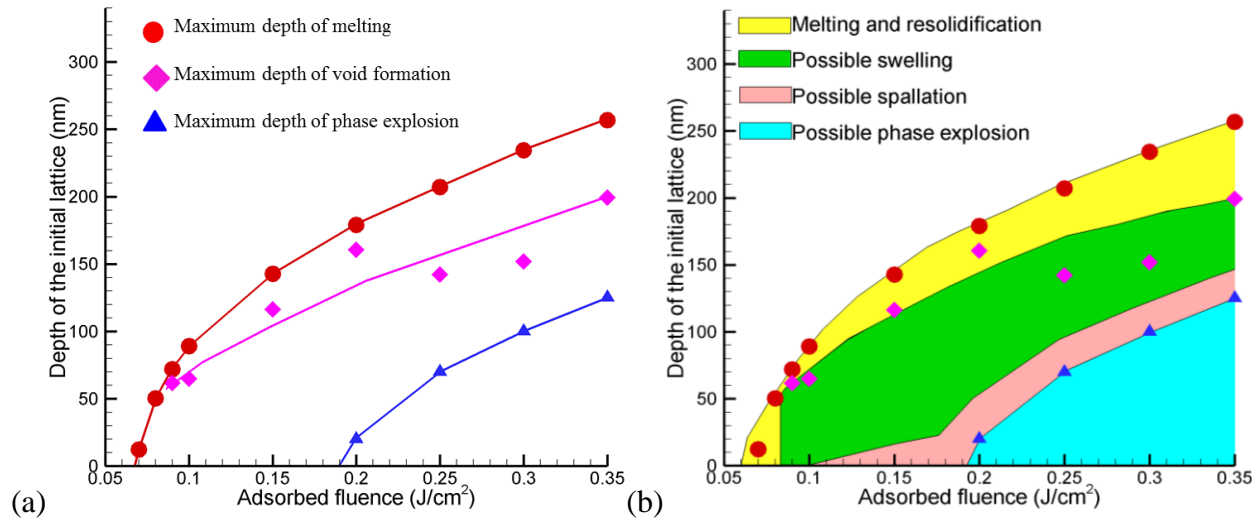 Maximum depth of melting
Maximum depth of void formation
Maximum depth of phase explosion
Depth of the initial lattice (nm)
300
250
200
150
100
50
0
0.05
0.1
0.15
0.2
0.25
0.3
0.35
Adsorbed fluence (J/cm²)
(a)
Melting and resolidification
Possible swelling
Possible spallation
Possible phase explosion
Depth of the initial lattice (nm)
300
250
200
150
100
50
0
0.05
0.1
0.15
0.2
0.25
0.3
0.35
Adsorbed fluence (J/cm²)
(b)